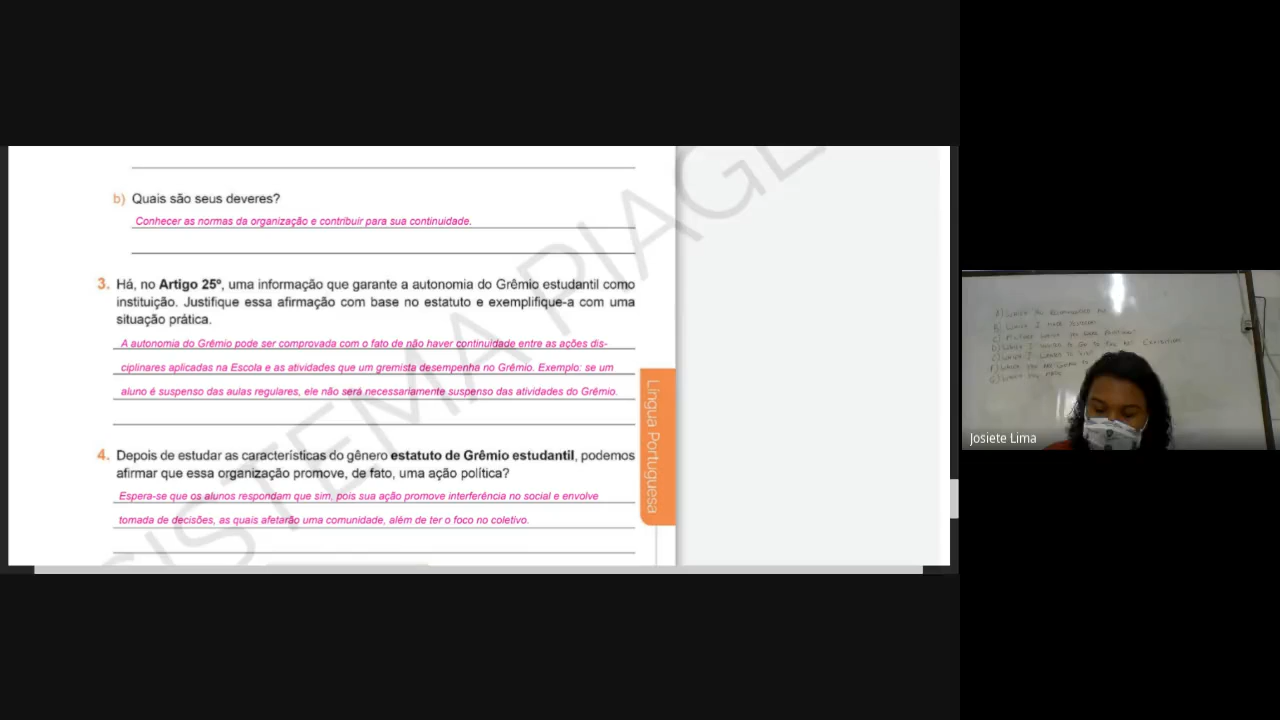 b) Quais são seus deveres?
Conhecer as normas da organização e contribuir para sua continuidade.
3. Há, no Artigo 25º, uma informação que garante a autonomia do Grêmio estudantil como
instituição. Justifique essa afirmação com base no estatuto e exemplifique-a com uma
situação prática.
A autonomia do Grêmio pode ser comprovada com o fato de não haver continuidade entre as ações dis-
ciplinares aplicadas na Escola e as atividades que um gremista desempenha no Grêmio. Exemplo: se um
aluno é suspenso das aulas regulares, ele não será necessariamente suspenso das atividades do Grêmio.
4. Depois de estudar as características do gênero estatuto de Grêmio estudantil, podemos
afirmar que essa organização promove, de fato, uma ação política?
Espera-se que os alunos respondam que sim, pois sua ação promove interferência no social e envolve
tomada de decisões, as quais afetarão uma comunidade, além de ter o foco no coletivo.
Língua Portuguesa
SISTEMA PIAGE
Josiete Lima